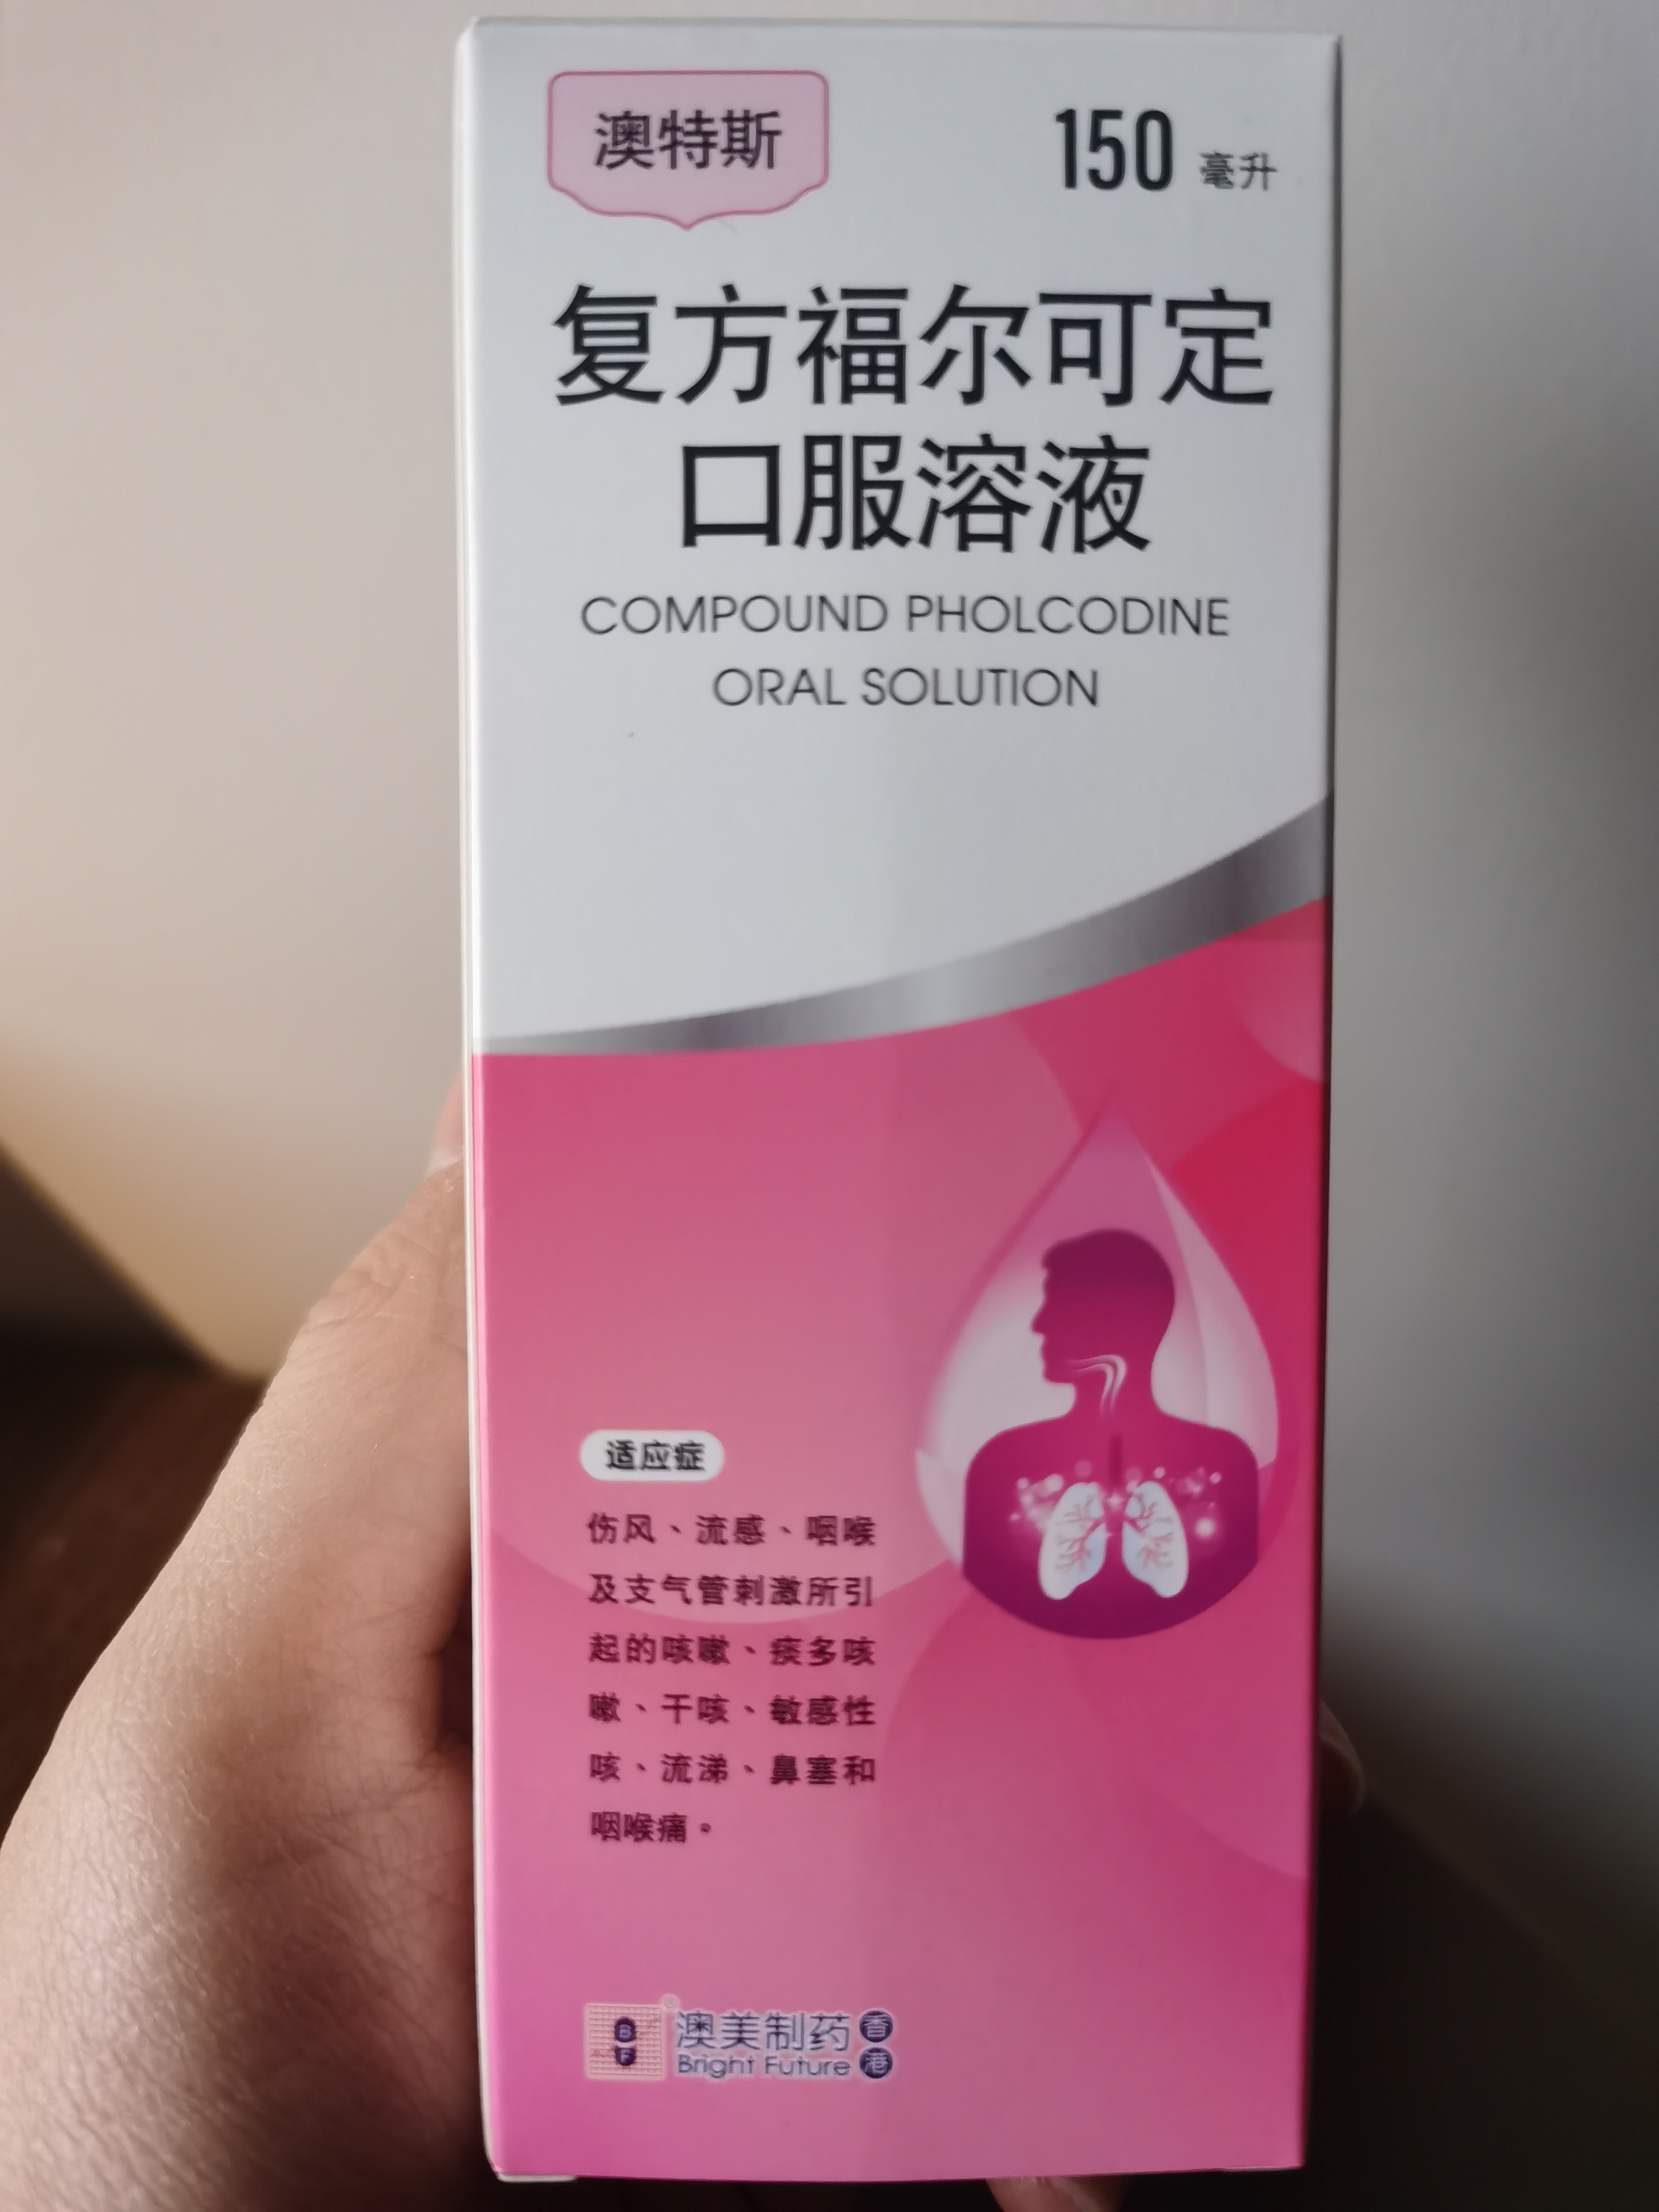 澳特斯
150 毫升
复方福尔可定
口服溶液
COMPOUND PHOLCODINE
ORAL SOLUTION
适应症
伤风、流感、咽喉
及支气管刺激所引
起的咳嗽、痰多咳
嗽、干咳、敏感性
咳、流涕、鼻塞和
咽喉痛。
BF
®
澳美制药
Bright Future
香港